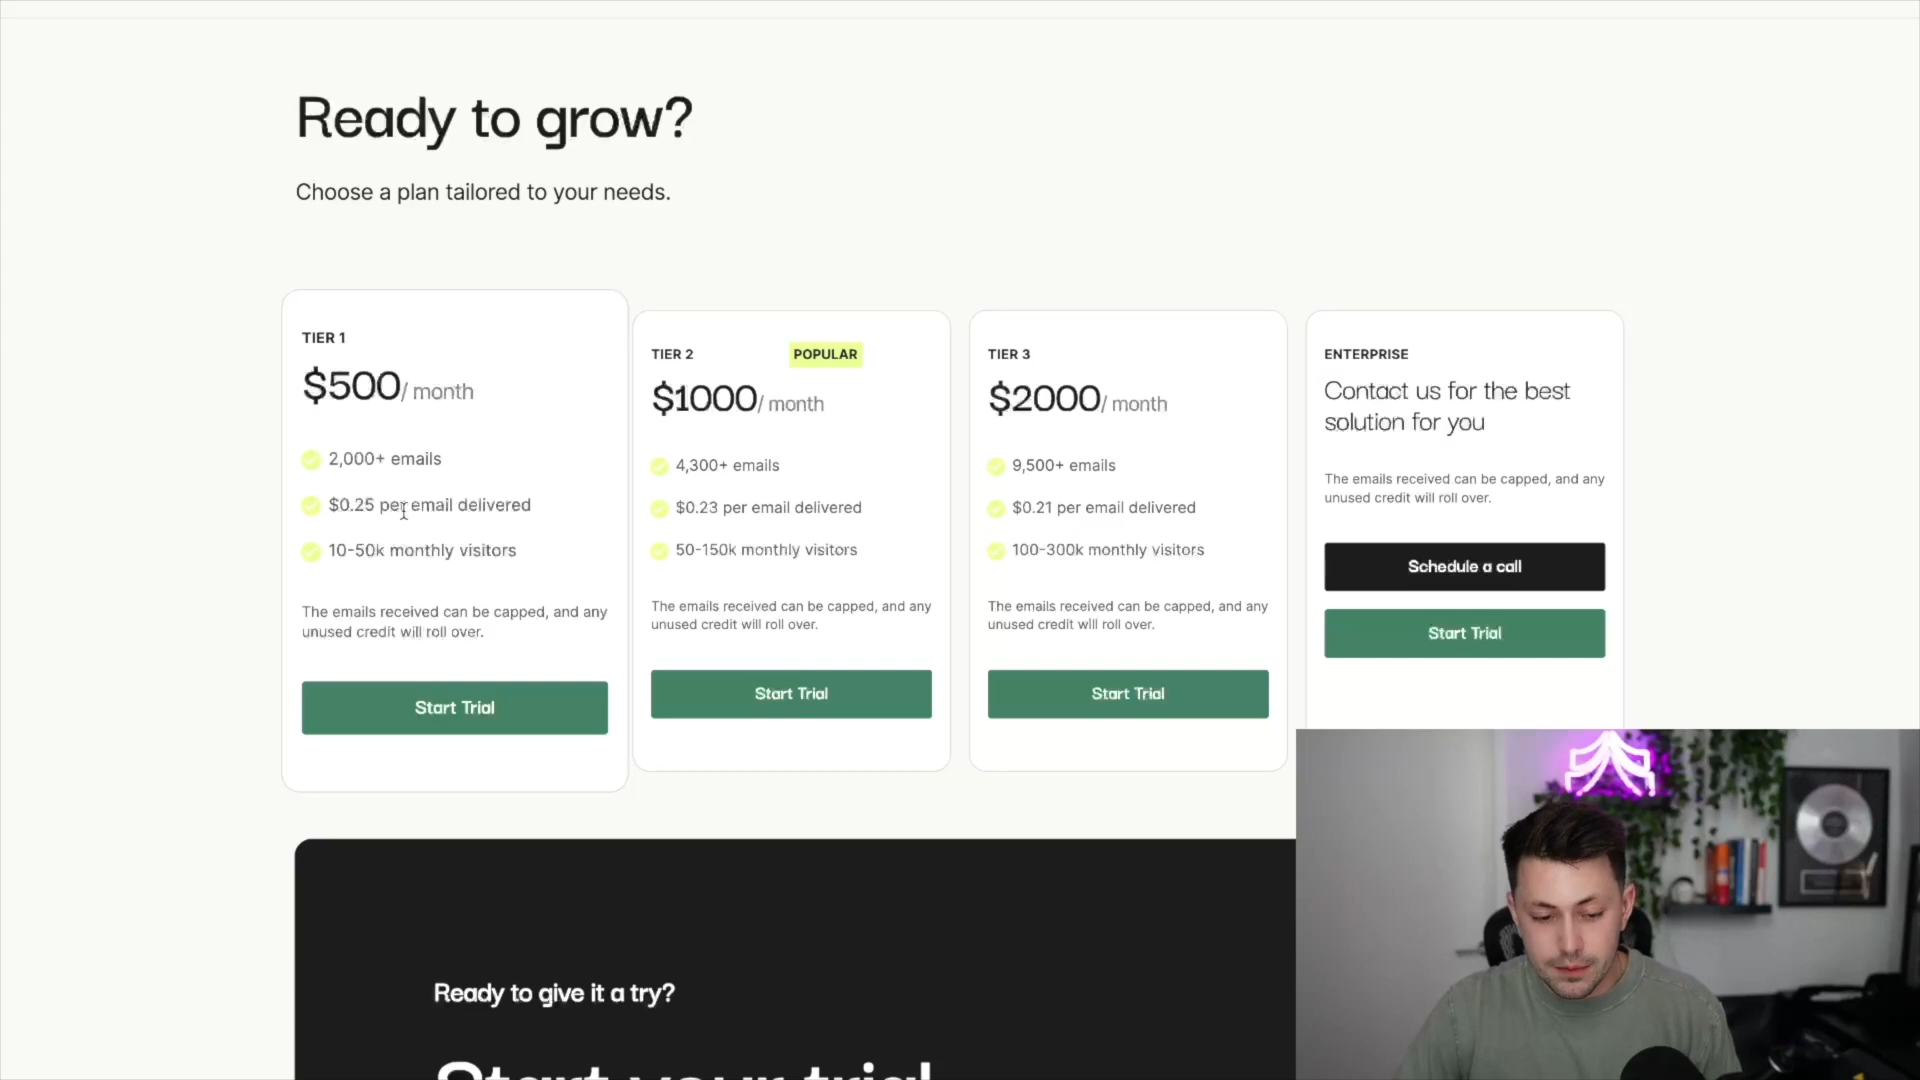 Ready to grow?
Choose a plan tailored to your needs.
TIER 1
$500/ month
2,000+ emails
$0.25 per email delivered
10-50k monthly visitors
The emails received can be capped, and any
unused credit will roll over.
Start Trial
TIER 2
POPULAR
$1000/ month
4,300+ emails
$0.23 per email delivered
50-150k monthly visitors
The emails received can be capped, and any
unused credit will roll over.
Start Trial
TIER 3
$2000/ month
9,500+ emails
$0.21 per email delivered
100-300k monthly visitors
The emails received can be capped, and any
unused credit will roll over.
Start Trial
ENTERPRISE
Contact us for the best
solution for you
The emails received can be capped, and any
unused credit will roll over.
Schedule a call
Start Trial
Ready to give it a try?
Start your trial